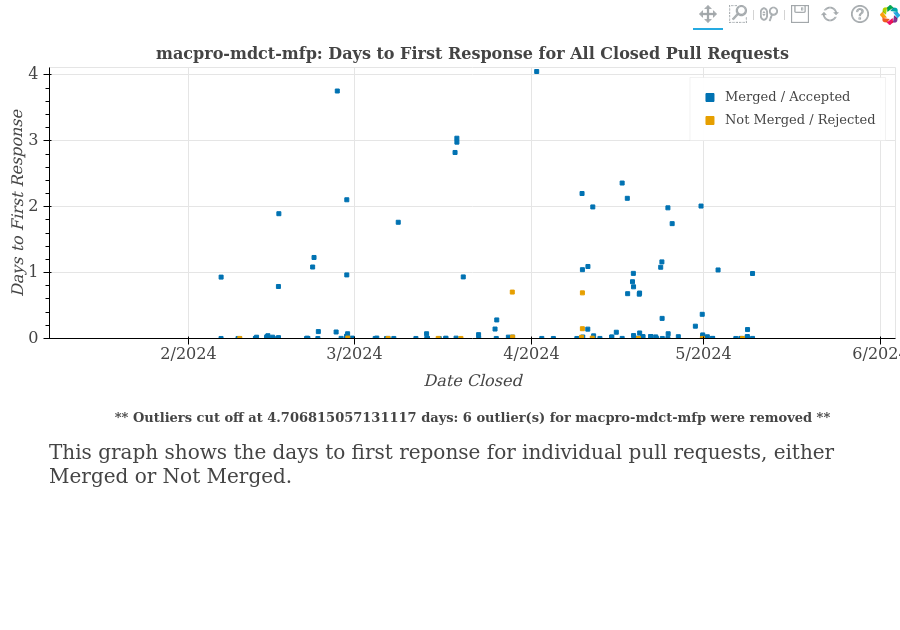 macpro-mdct-mfp: Days to First Response for All Closed Pull Requests
4
3
2
1
0
Days to First Response
Merged / Accepted
Not Merged / Rejected
2/2024 3/2024 4/2024 5/2024 6/202
Date Closed
** Outliers cut off at 4.706815057131117 days: 6 outlier(s) for macpro-mdct-mfp were removed **
This graph shows the days to first reponse for individual pull requests, either
Merged or Not Merged.